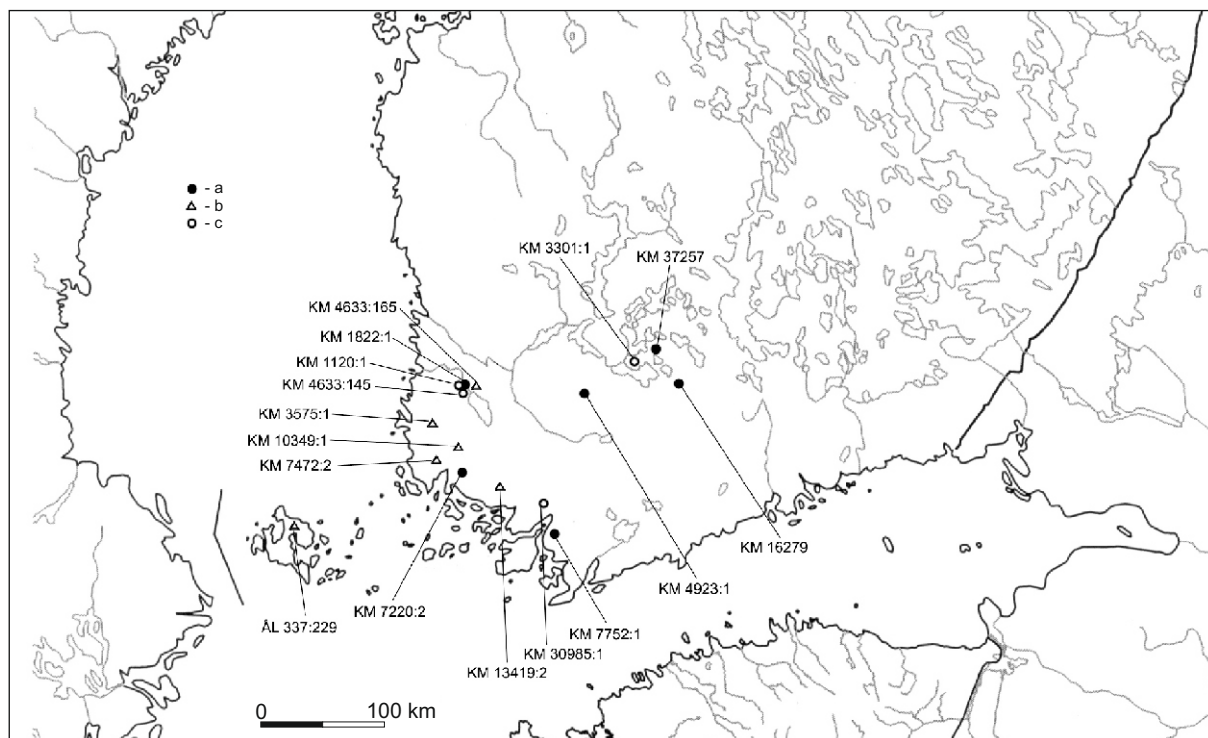 - a
- b
- c
KM 3301:1
KM 37257
KM 4633:165
KM 1822:1
KM 1120:1
KM 4633:145
KM 3575:1
KM 10349:1
KM 7472:2
KM 16279
KM 4923:1
KM 7220:2
ÅL 337:229
KM 7752:1
KM 30985:1
KM 13419:2
0 100 km